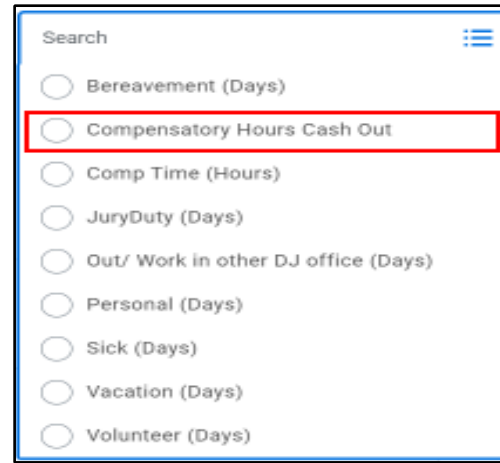 Search
Bereavement (Days)
Compensatory Hours Cash Out
Comp Time (Hours)
JuryDuty (Days)
Out/ Work in other DJ office (Days)
Personal (Days)
Sick (Days)
Vacation (Days)
Volunteer (Days)